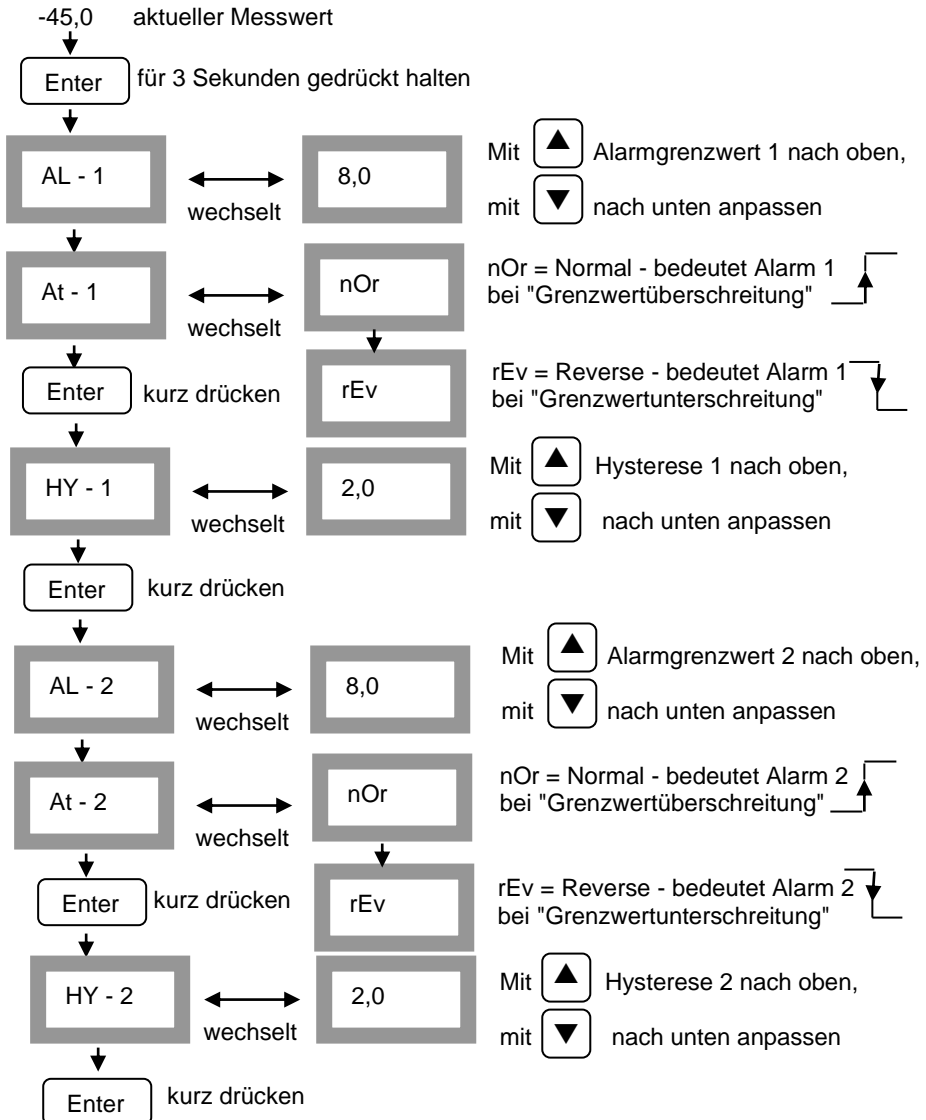 -45,0 aktueller Messwert
Enter für 3 Sekunden gedrückt halten
AL - 1
wechselt
8,0
Mit ▲ Alarmgrenzwert 1 nach oben,
mit ▼ nach unten anpassen
At - 1
wechselt
nOr
nOr = Normal - bedeutet Alarm 1
bei "Grenzwertüberschreitung"
Enter kurz drücken
rEv
rEv = Reverse - bedeutet Alarm 1
bei "Grenzwertunterschreitung"
HY - 1
wechselt
2,0
Mit ▲ Hysterese 1 nach oben,
mit ▼ nach unten anpassen
Enter kurz drücken
AL - 2
wechselt
8,0
Mit ▲ Alarmgrenzwert 2 nach oben,
mit ▼ nach unten anpassen
At - 2
wechselt
nOr
nOr = Normal - bedeutet Alarm 2
bei "Grenzwertüberschreitung"
Enter kurz drücken
rEv
rEv = Reverse - bedeutet Alarm 2
bei "Grenzwertunterschreitung"
HY - 2
wechselt
2,0
Mit ▲ Hysterese 2 nach oben,
mit ▼ nach unten anpassen
Enter kurz drücken